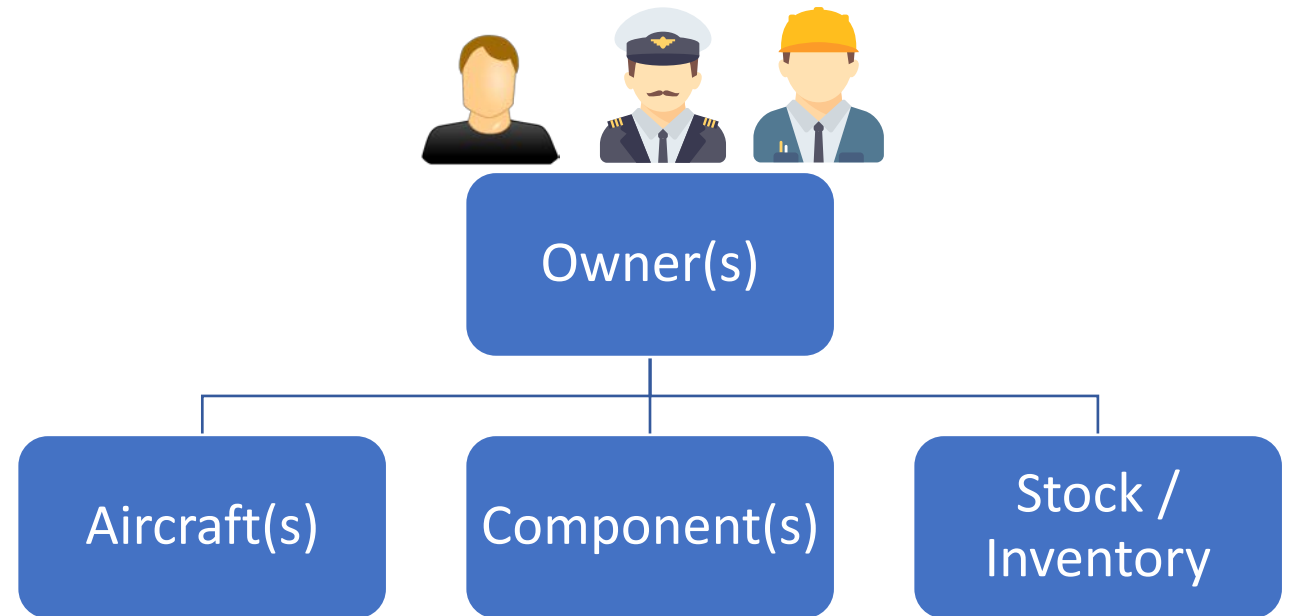 Owner(s)
Aircraft(s)
Component(s)
Stock /
Inventory